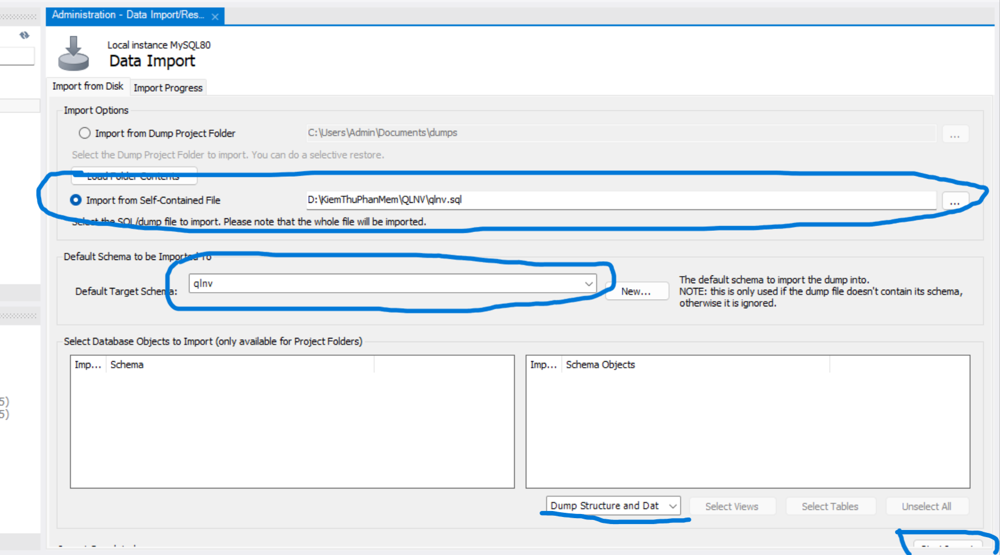 Administration - Data Import/Res...
Local instance MySQL80
Data Import
Import from Disk
Import Progress
Import Options
Import from Dump Project Folder
C:\Users\Admin\Documents\dumps
...
Select the Dump Project Folder to import. You can do a selective restore.
Load Folder Contents
Import from Self-Contained File
D:\KiemThuPhanMem\QLNV\qlnv.sql
...
Select the SQL/dump file to import. Please note that the whole file will be imported.
Default Schema to be Imported To
Default Target Schema:
qlnv
New...
The default schema to import the dump into.
NOTE: this is only used if the dump file doesn't contain its schema,
otherwise it is ignored.
Select Database Objects to Import (only available for Project Folders)
Imp...
Schema
Imp...
Schema Objects
5)
5)
Dump Structure and Dat
Select Views
Select Tables
Unselect All